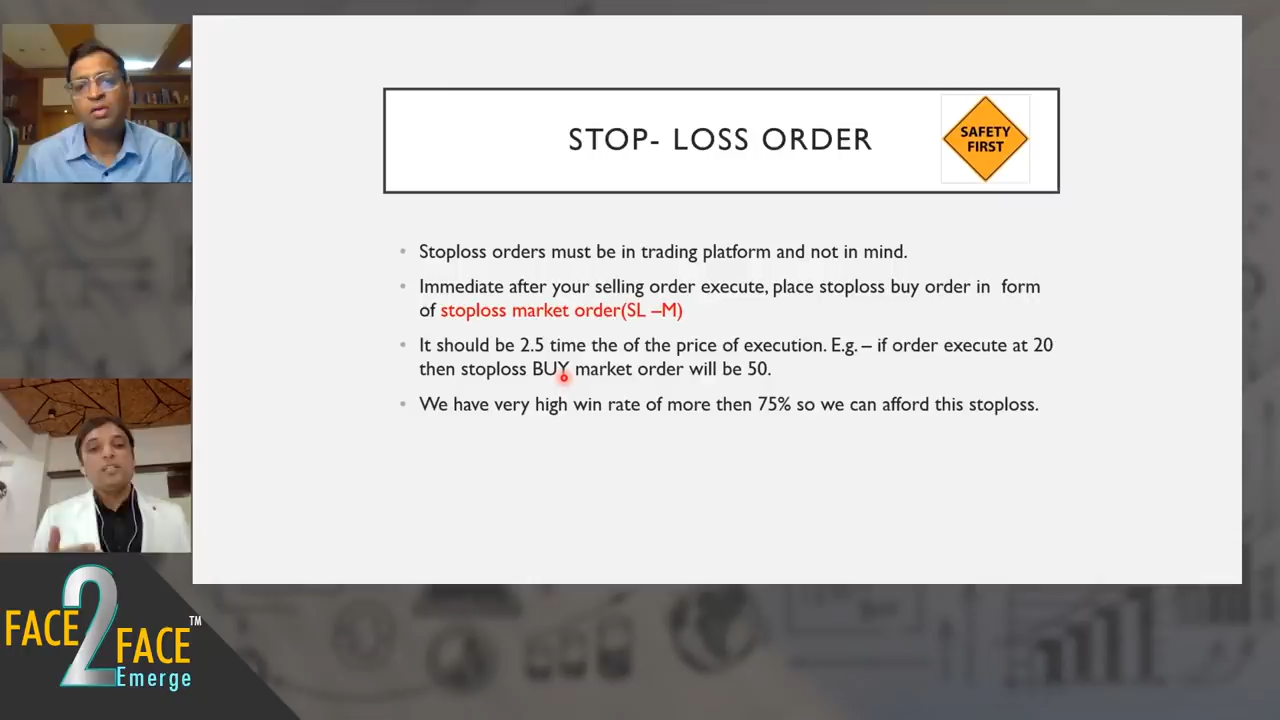 STOP- LOSS ORDER
SAFETY
FIRST
• Stoploss orders must be in trading platform and not in mind.
• Immediate after your selling order execute, place stoploss buy order in form
of stoploss market order(SL –M)
• It should be 2.5 time the of the price of execution. E.g. – if order execute at 20
then stoploss BUY market order will be 50.
• We have very high win rate of more then 75% so we can afford this stoploss.
FACE 2 FACE™
Emerge